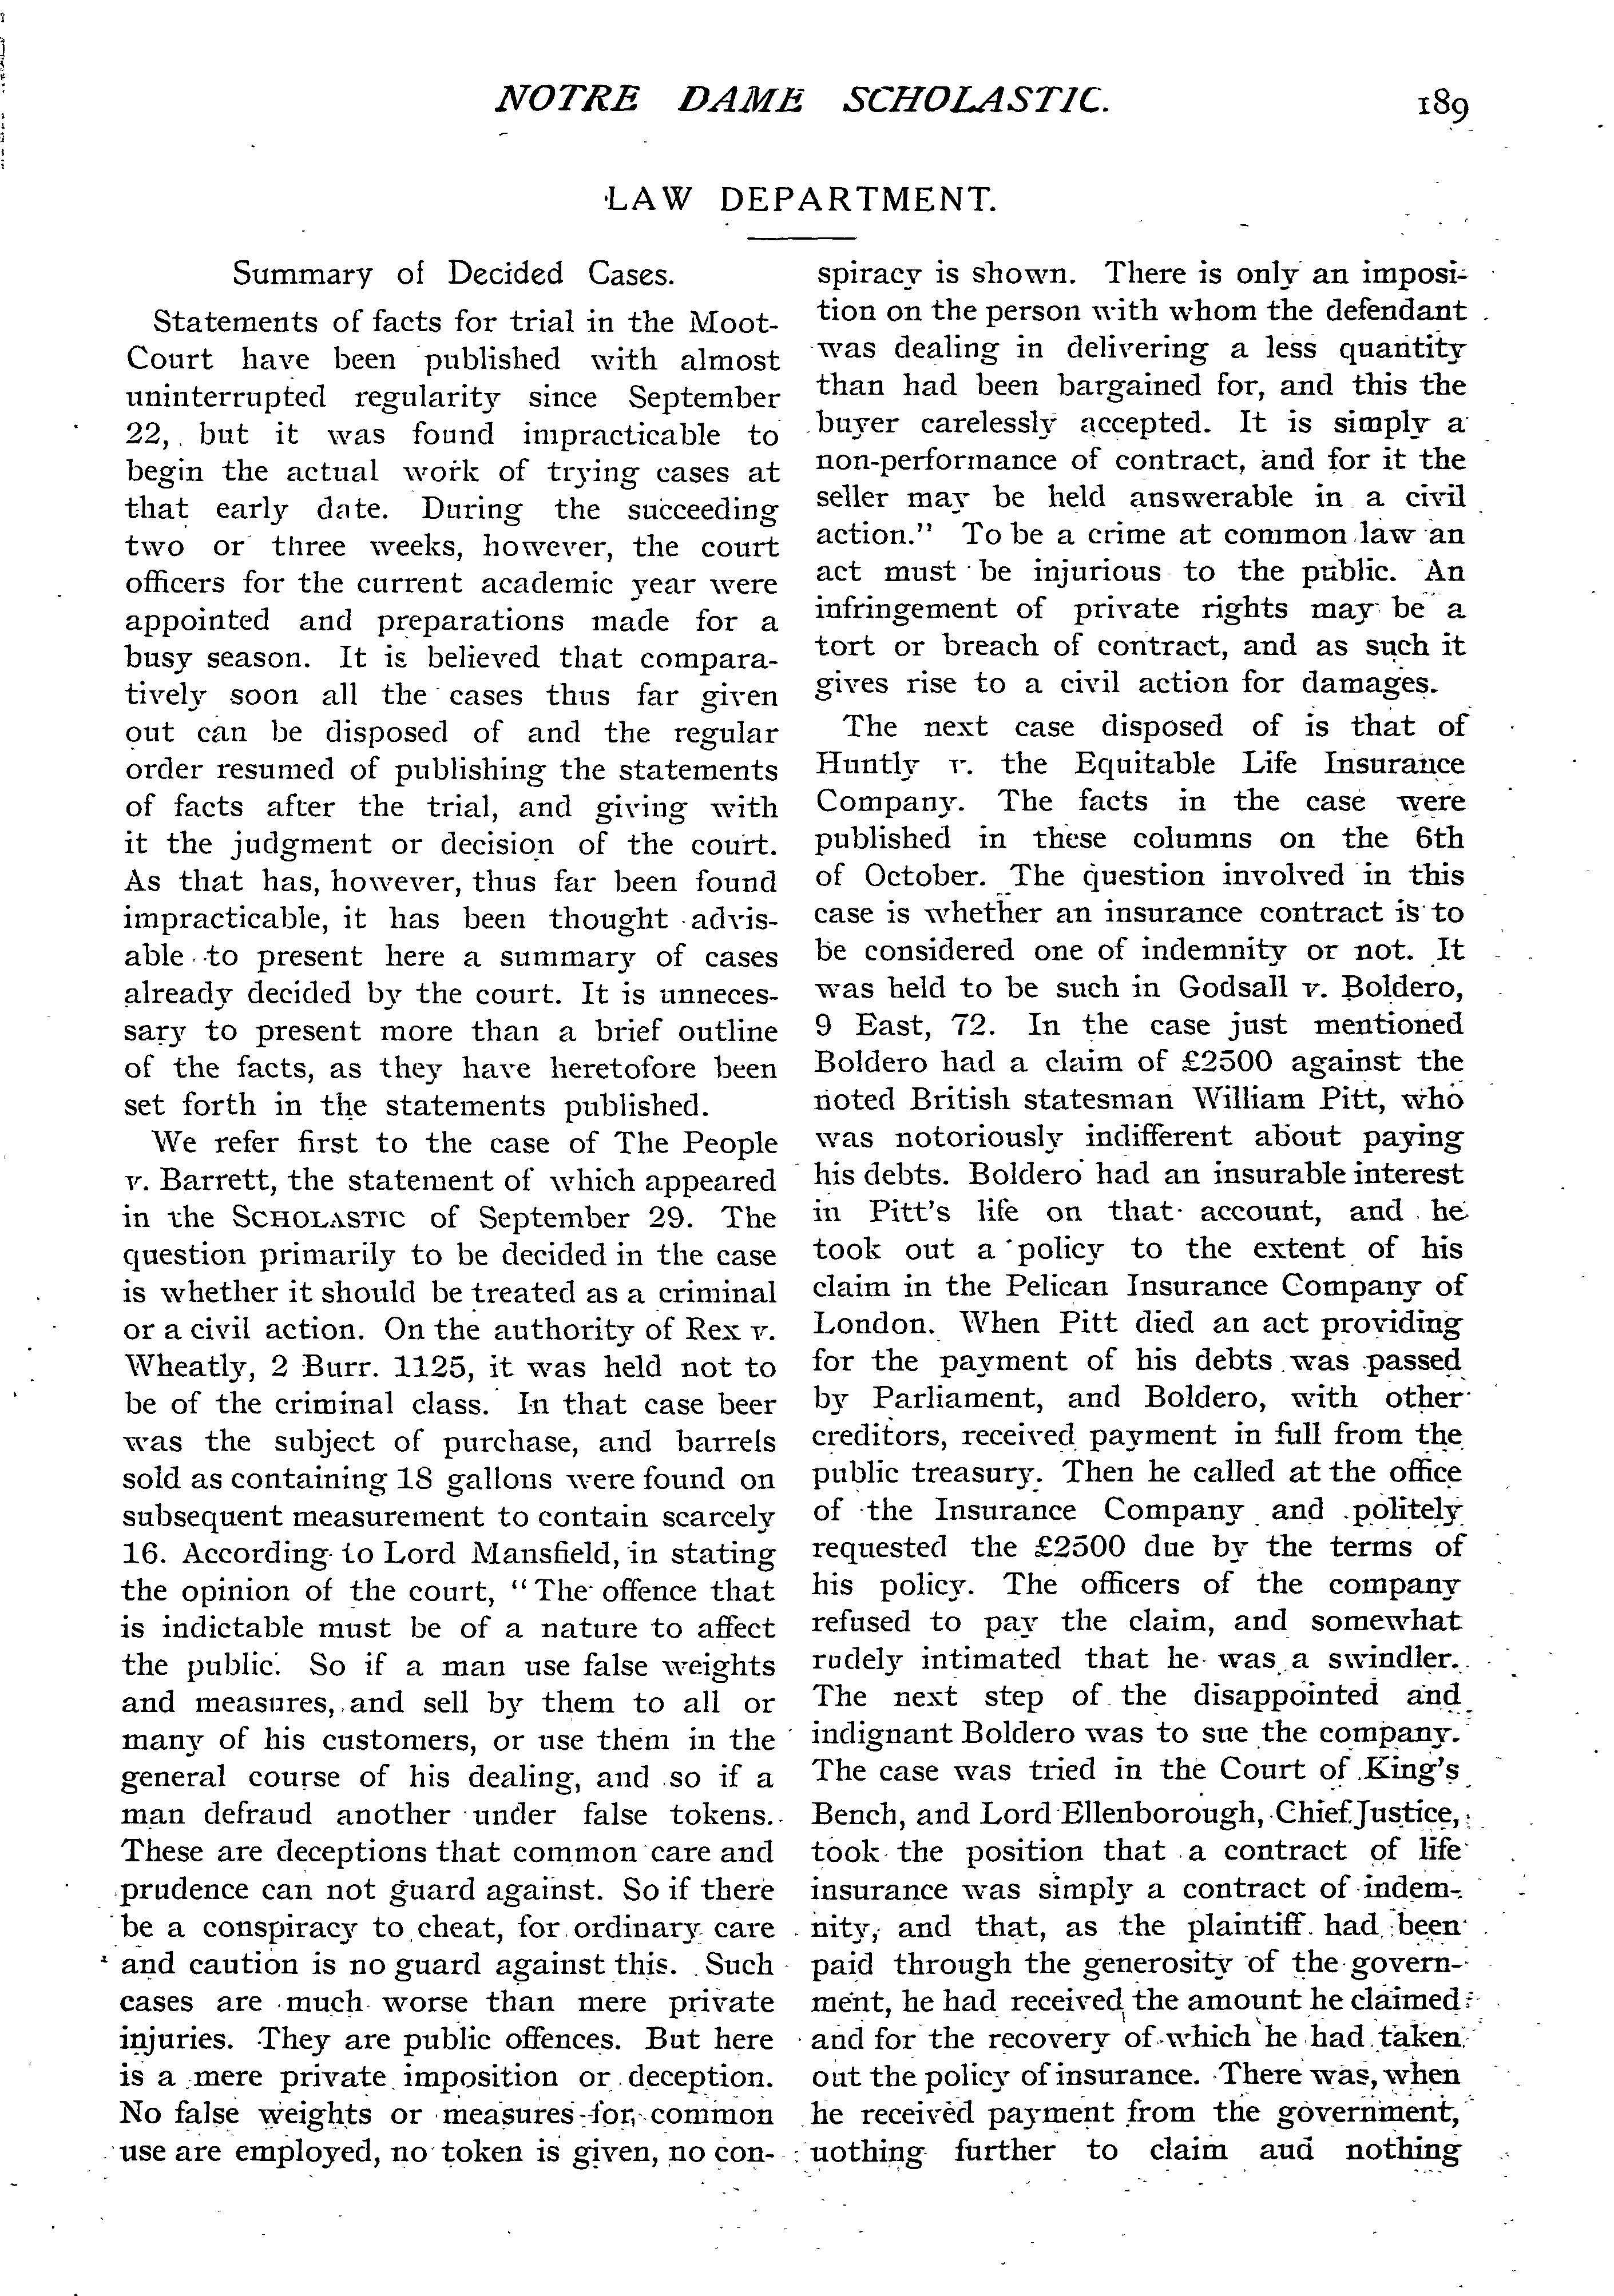 NOTRE DAME SCHOLASTIC.
189
LAW DEPARTMENT.
Summary of Decided Cases.
Statements of facts for trial in the Moot-
Court have been published with almost
uninterrupted regularity since September
22, but it was found impracticable to
begin the actual work of trying cases at
that early date. During the succeeding
two or three weeks, however, the court
officers for the current academic year were
appointed and preparations made for a
busy season. It is believed that compara-
tively soon all the cases thus far given
out can be disposed of and the regular
order resumed of publishing the statements
of facts after the trial, and giving with
it the judgment or decision of the court.
As that has, however, thus far been found
impracticable, it has been thought advis-
able to present here a summary of cases
already decided by the court. It is unneces-
sary to present more than a brief outline
of the facts, as they have heretofore been
set forth in the statements published.
We refer first to the case of The People
v. Barrett, the statement of which appeared
in the SCHOLASTIC of September 29. The
question primarily to be decided in the case
is whether it should be treated as a criminal
or a civil action. On the authority of Rex v.
Wheatly, 2 Burr. 1125, it was held not to
be of the criminal class. In that case beer
was the subject of purchase, and barrels
sold as containing 18 gallons were found on
subsequent measurement to contain scarcely
16. According to Lord Mansfield, in stating
the opinion of the court, "The offence that
is indictable must be of a nature to affect
the public. So if a man use false weights
and measures, and sell by them to all or
many of his customers, or use them in the
general course of his dealing, and so if a
man defraud another under false tokens.
These are deceptions that common care and
prudence can not guard against. So if there
be a conspiracy to cheat, for ordinary care
and caution is no guard against this. Such
cases are much worse than mere private
injuries. They are public offences. But here
is a mere private imposition or deception.
No false weights or measures for common
use are employed, no token is given, no con-
spiracy is shown. There is only an imposi-
tion on the person with whom the defendant
was dealing in delivering a less quantity
than had been bargained for, and this the
buyer carelessly accepted. It is simply a
non-performance of contract, and for it the
seller may be held answerable in a civil
action." To be a crime at common law an
act must be injurious to the public. An
infringement of private rights may be a
tort or breach of contract, and as such it
gives rise to a civil action for damages.
The next case disposed of is that of
Huntly v. the Equitable Life Insurance
Company. The facts in the case were
published in these columns on the 6th
of October. The question involved in this
case is whether an insurance contract is to
be considered one of indemnity or not. It
was held to be such in Godsall v. Boldero,
9 East, 72. In the case just mentioned
Boldero had a claim of £2500 against the
noted British statesman William Pitt, who
was notoriously indifferent about paying
his debts. Boldero had an insurable interest
in Pitt's life on that account, and he
took out a policy to the extent of his
claim in the Pelican Insurance Company of
London. When Pitt died an act providing
for the payment of his debts was passed
by Parliament, and Boldero, with other
creditors, received payment in full from the
public treasury. Then he called at the office
of the Insurance Company and politely
requested the £2500 due by the terms of
his policy. The officers of the company
refused to pay the claim, and somewhat
rudely intimated that he was a swindler.
The next step of the disappointed and
indignant Boldero was to sue the company.
The case was tried in the Court of King's
Bench, and Lord Ellenborough, Chief Justice,
took the position that a contract of life
insurance was simply a contract of indem-
nity, and that, as the plaintiff had been
paid through the generosity of the govern-
ment, he had received the amount he claimed
and for the recovery of which he had taken
out the policy of insurance. There was, when
he received payment from the government,
uothing further to claim aud nothing